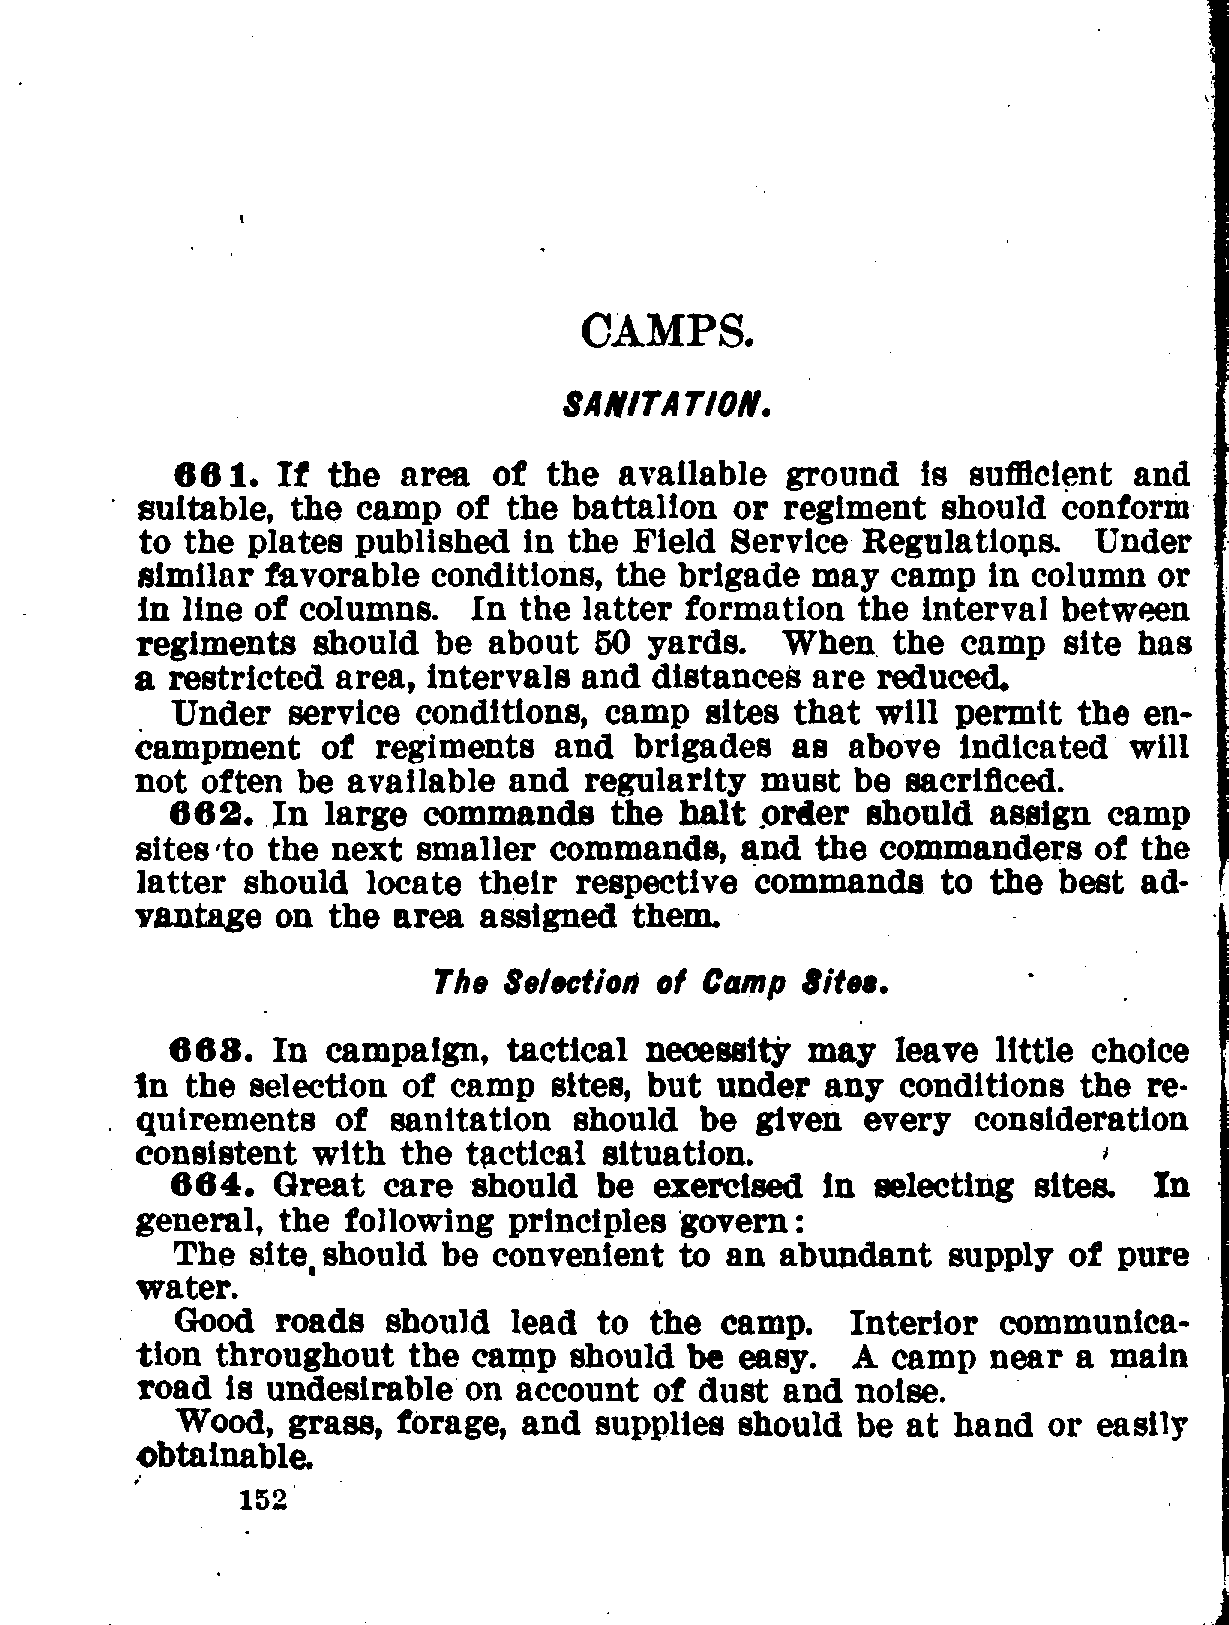 CAMPS.
SANITATION.
661. If the area of the available ground is sufficient and
suitable, the camp of the battalion or regiment should conform
to the plates published in the Field Service Regulations. Under
similar favorable conditions, the brigade may camp in column or
in line of columns. In the latter formation the interval between
regiments should be about 50 yards. When the camp site has
a restricted area, intervals and distances are reduced.
Under service conditions, camp sites that will permit the en-
campment of regiments and brigades as above indicated will
not often be available and regularity must be sacrificed.
662. In large commands the halt order should assign camp
sites to the next smaller commands, and the commanders of the
latter should locate their respective commands to the best ad-
vantage on the area assigned them.
The Selection of Camp Sites.
663. In campaign, tactical necessity may leave little choice
in the selection of camp sites, but under any conditions the re-
quirements of sanitation should be given every consideration
consistent with the tactical situation.
664. Great care should be exercised in selecting sites. In
general, the following principles govern:
The site should be convenient to an abundant supply of pure
water.
Good roads should lead to the camp. Interior communica-
tion throughout the camp should be easy. A camp near a main
road is undesirable on account of dust and noise.
Wood, grass, forage, and supplies should be at hand or easily
obtainable.
152